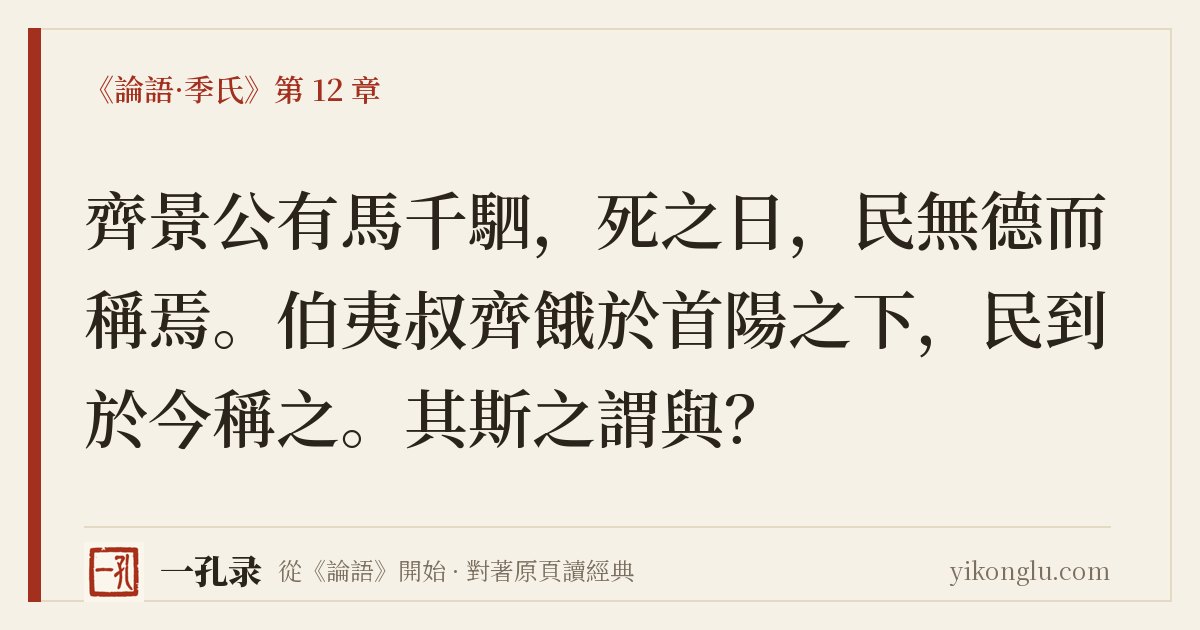 《論語·季氏》第 12 章
齊景公有馬千駟，死之日，民無德而
稱焉。伯夷叔齊餓於首陽之下，民到
於今稱之。其斯之謂與？
一孔
一孔录 從《論語》開始 · 對著原頁讀經典 yikonglu.com